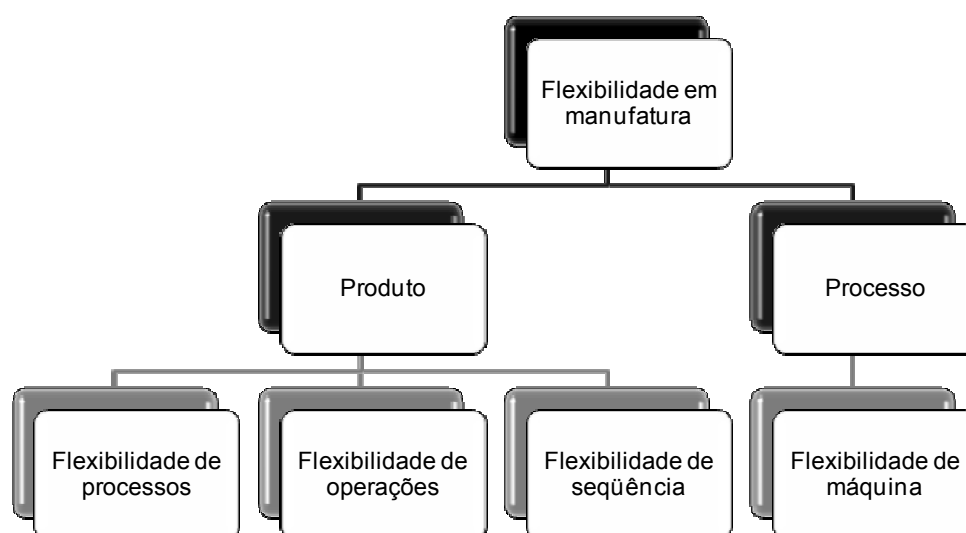 Flexibilidade em
manufatura
Produto
Processo
Flexibilidade de
processos
Flexibilidade de
operações
Flexibilidade de
seqüência
Flexibilidade de
máquina